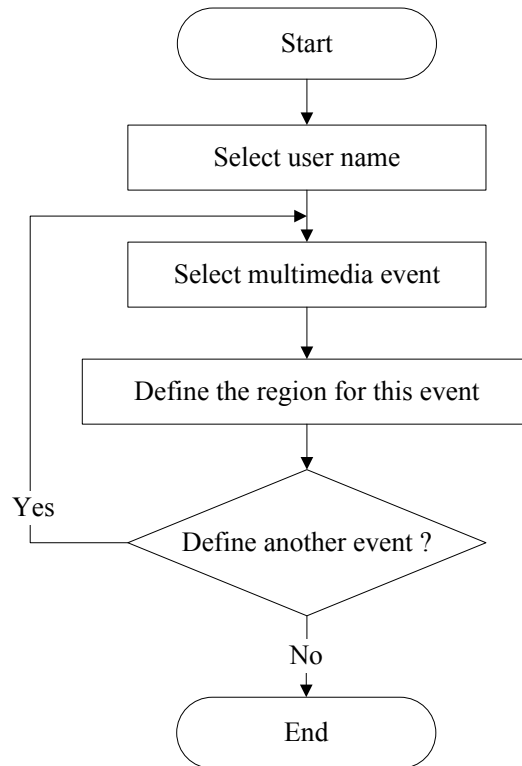 Start
Select user name
Select multimedia event
Define the region for this event
Yes
Define another event ?
No
End